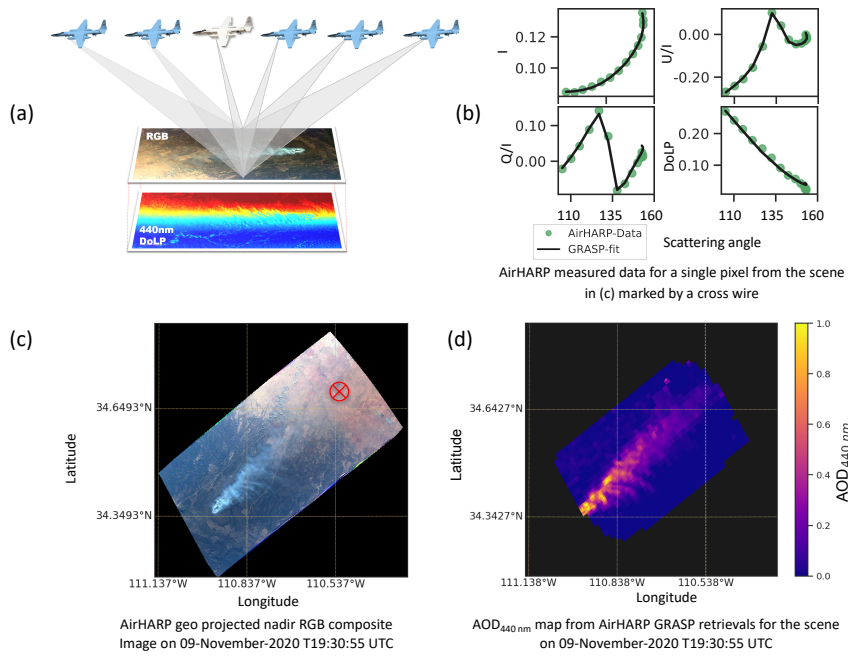 (a)
RGB
440nm
DoLP
(b)
I
0.12
0.10
U/I
0.00
-0.20
Q/I
0.00
DoLP
0.20
0.10
110 135 160
110 135 160
AirHARP-Data
GRASP-fit
Scattering angle
AirHARP measured data for a single pixel from the scene
in (c) marked by a cross wire
(c)
Latitude
34.6493°N
34.3493°N
111.137°W 110.837°W 110.537°W
Longitude
AirHARP geo projected nadir RGB composite
Image on 09-November-2020 T19:30:55 UTC
(d)
Latitude
34.6427°N
34.3427°N
111.138°W 110.838°W 110.538°W
Longitude
1.0
0.8
0.6
0.4
0.2
0.0
AOD440 nm
AOD440 nm map from AirHARP GRASP retrievals for the scene
on 09-November-2020 T19:30:55 UTC